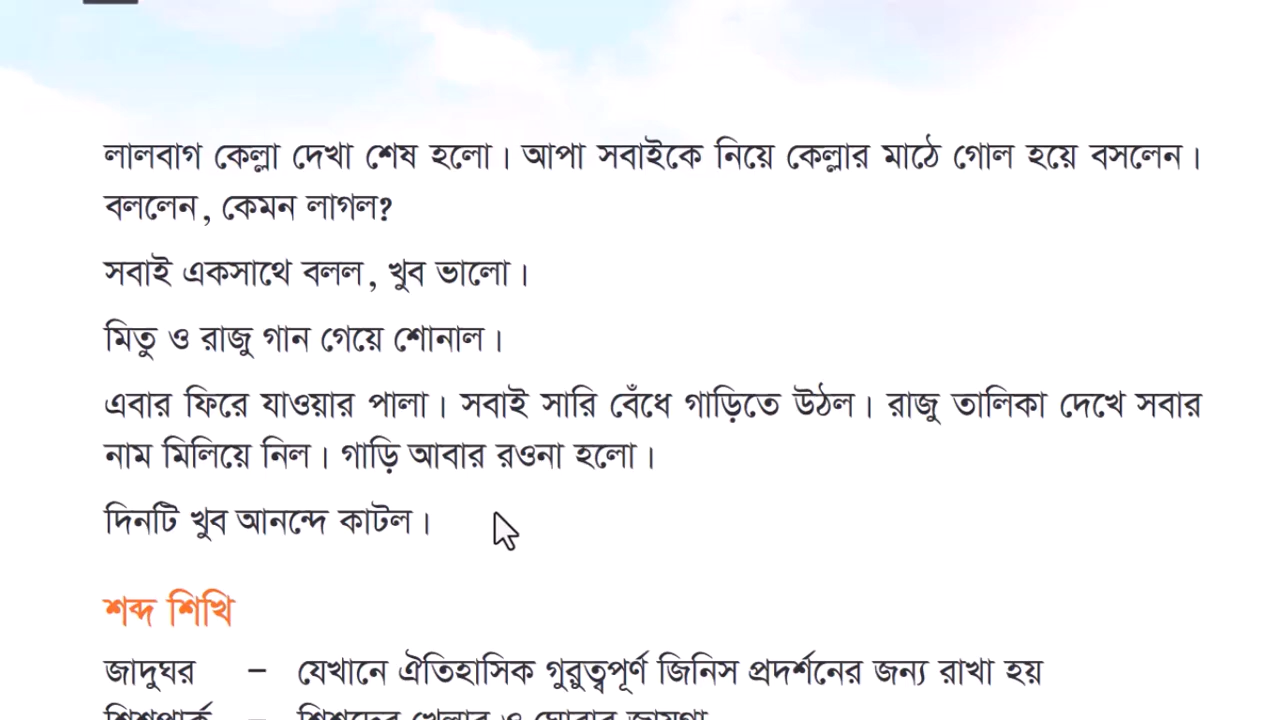 লালবাগ কেল্লা দেখা শেষ হলো। আপা সবাইকে নিয়ে কেল্লার মাঠে গোল হয়ে বসলেন।
বললেন, কেমন লাগল?
সবাই একসাথে বলল, খুব ভালো।
মিতু ও রাজু গান গেয়ে শোনাল।
এবার ফিরে যাওয়ার পালা। সবাই সারি বেঁধে গাড়িতে উঠল। রাজু তালিকা দেখে সবার
নাম মিলিয়ে নিল। গাড়ি আবার রওনা হলো।
দিনটি খুব আনন্দে কাটল।
শব্দ শিখি
জাদুঘর – যেখানে ঐতিহাসিক গুরুত্বপূর্ণ জিনিস প্রদর্শনের জন্য রাখা হয়
শিশুপার্ক – শিশুদের খেলার ও ঘোরার জায়গা